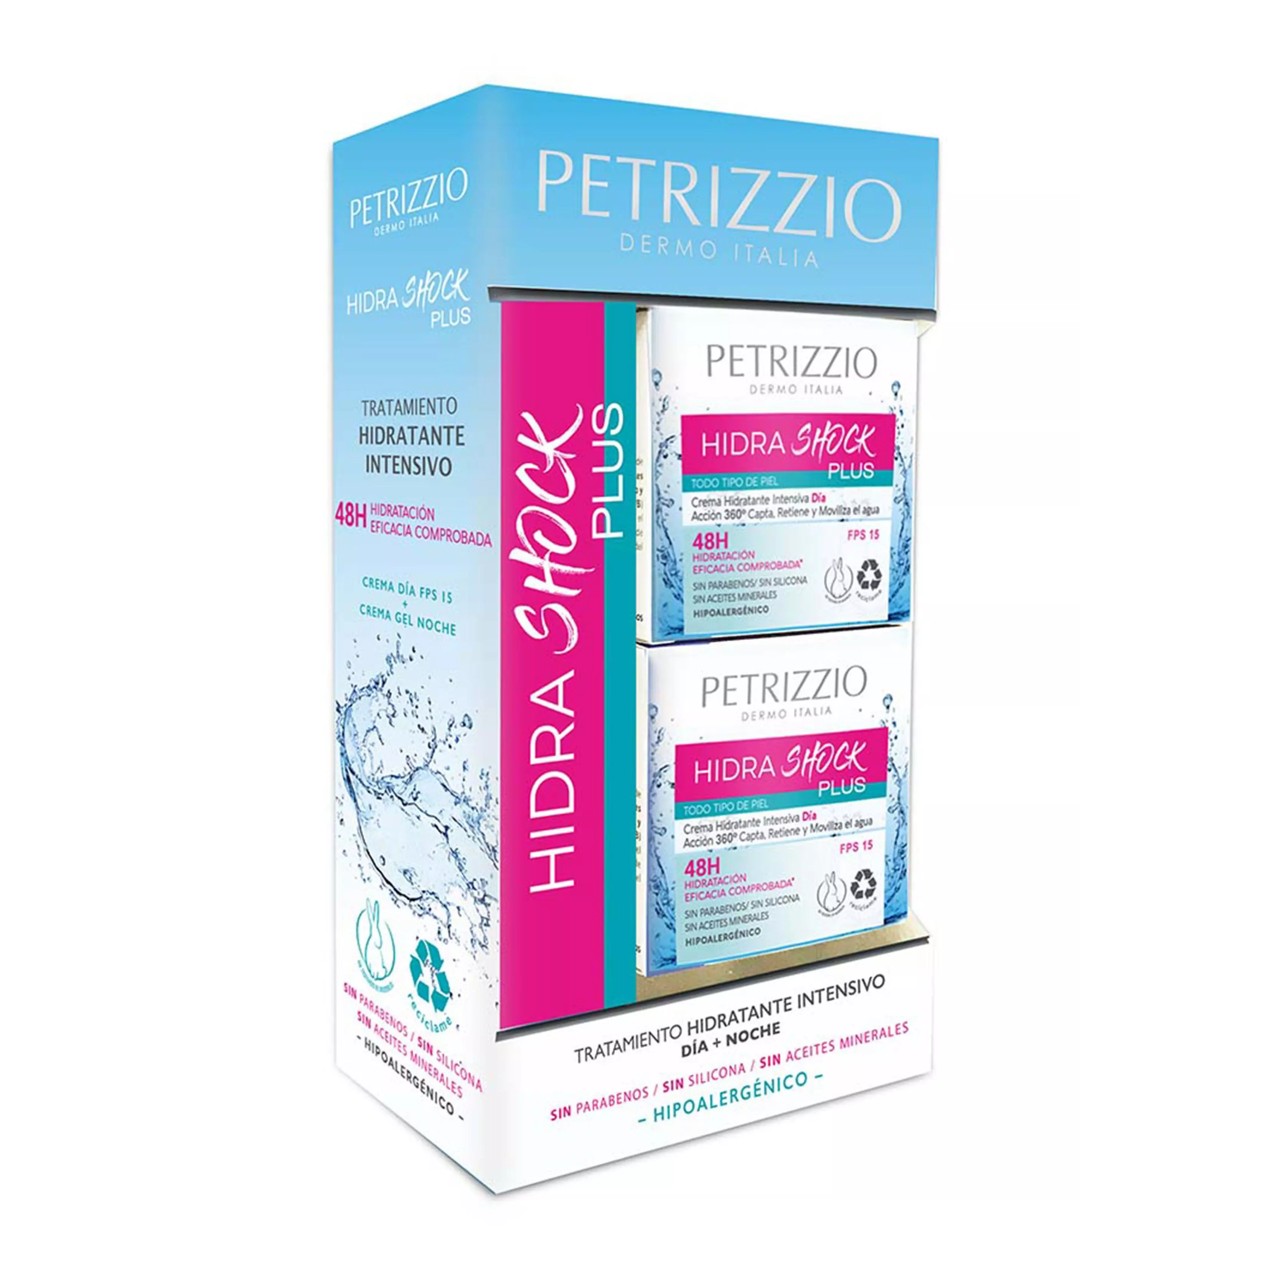 PETRIZZIO
DERMO ITALIA
HIDRA SHOCK
PLUS
TRATAMIENTO
HIDRATANTE
INTENSIVO
48H HIDRATACIÓN
EFICACIA COMPROBADA
CREMA DÍA FPS 15
+
CREMA GEL NOCHE
reciclame
SIN PARABENOS / SIN SILICONA
SIN ACEITES MINERALES
– HIPOALERGÉNICO –
PETRIZZIO
DERMO ITALIA
HIDRA SHOCK
PLUS
PETRIZZIO
DERMO ITALIA
HIDRA SHOCK
PLUS
TODO TIPO DE PIEL
Crema Hidratante Intensiva Día
Acción 360º Capta, Retiene y Moviliza el agua
FPS 15
48H
HIDRATACIÓN
EFICACIA COMPROBADA*
SIN PARABENOS/ SIN SILICONA
SIN ACEITES MINERALES
HIPOALERGÉNICO
reciclame
PETRIZZIO
DERMO ITALIA
HIDRA SHOCK
PLUS
TODO TIPO DE PIEL
Crema Hidratante Intensiva Día
Acción 360º Capta, Retiene y Moviliza el agua
FPS 15
48H
HIDRATACIÓN
EFICACIA COMPROBADA*
SIN PARABENOS/ SIN SILICONA
SIN ACEITES MINERALES
HIPOALERGÉNICO
reciclame
TRATAMIENTO HIDRATANTE INTENSIVO
DÍA + NOCHE
SIN PARABENOS / SIN SILICONA / SIN ACEITES MINERALES
– HIPOALERGÉNICO –